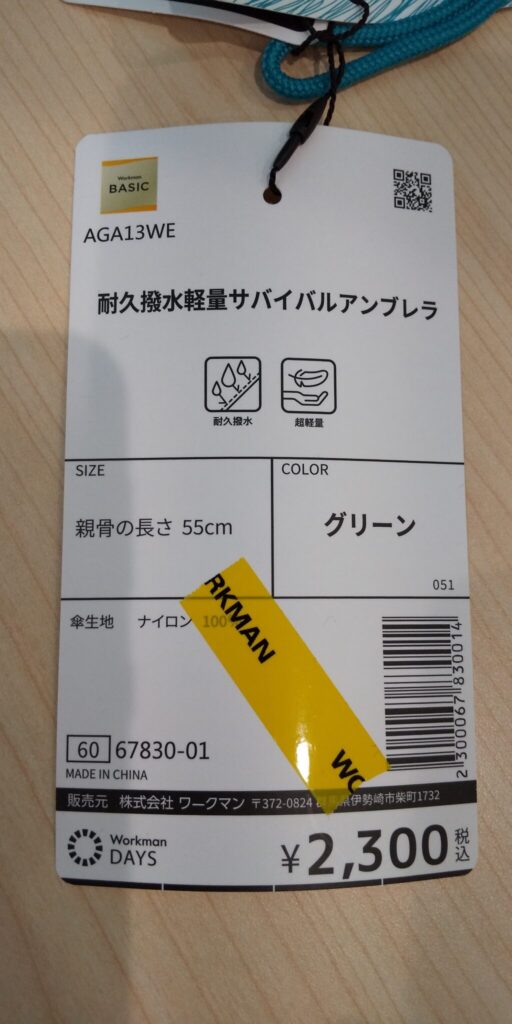 Workman
BASIC
AGA13WE
耐久撥水軽量サバイバルアンブレラ
耐久撥水
超軽量
SIZE
親骨の長さ 55cm
COLOR
グリーン
051
傘生地 ナイロン 100%
RKMAN
WO
2300067830014
60 67830-01
MADE IN CHINA
販売元 株式会社 ワークマン 〒372-0824 群馬県伊勢崎市柴町1732
Workman
DAYS
¥2,300 税込